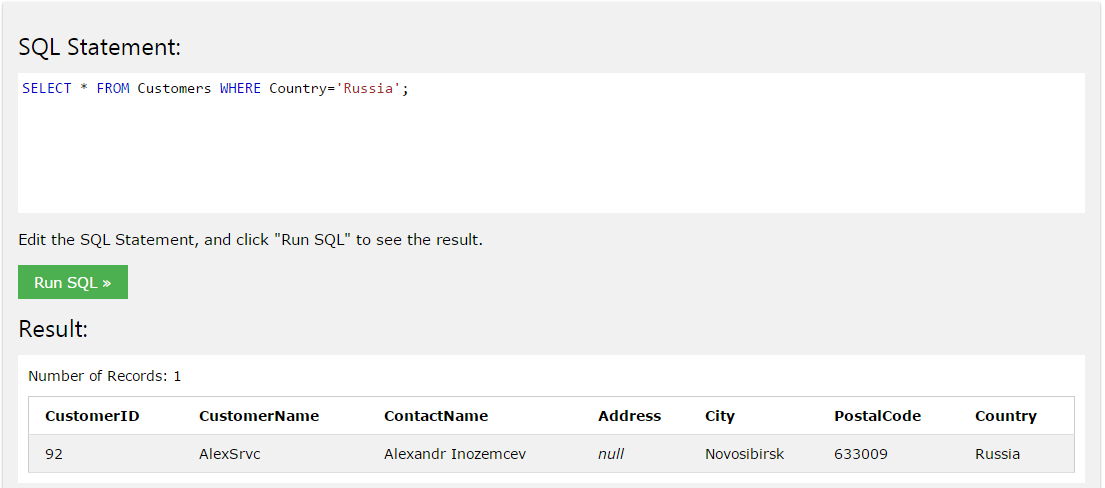 SQL Statement:
SELECT * FROM Customers WHERE Country='Russia';
Edit the SQL Statement, and click "Run SQL" to see the result.
Run SQL »
Result:
Number of Records: 1
CustomerID CustomerName ContactName Address City PostalCode Country
92 AlexSrvc Alexandr Inozemcev null Novosibirsk 633009 Russia